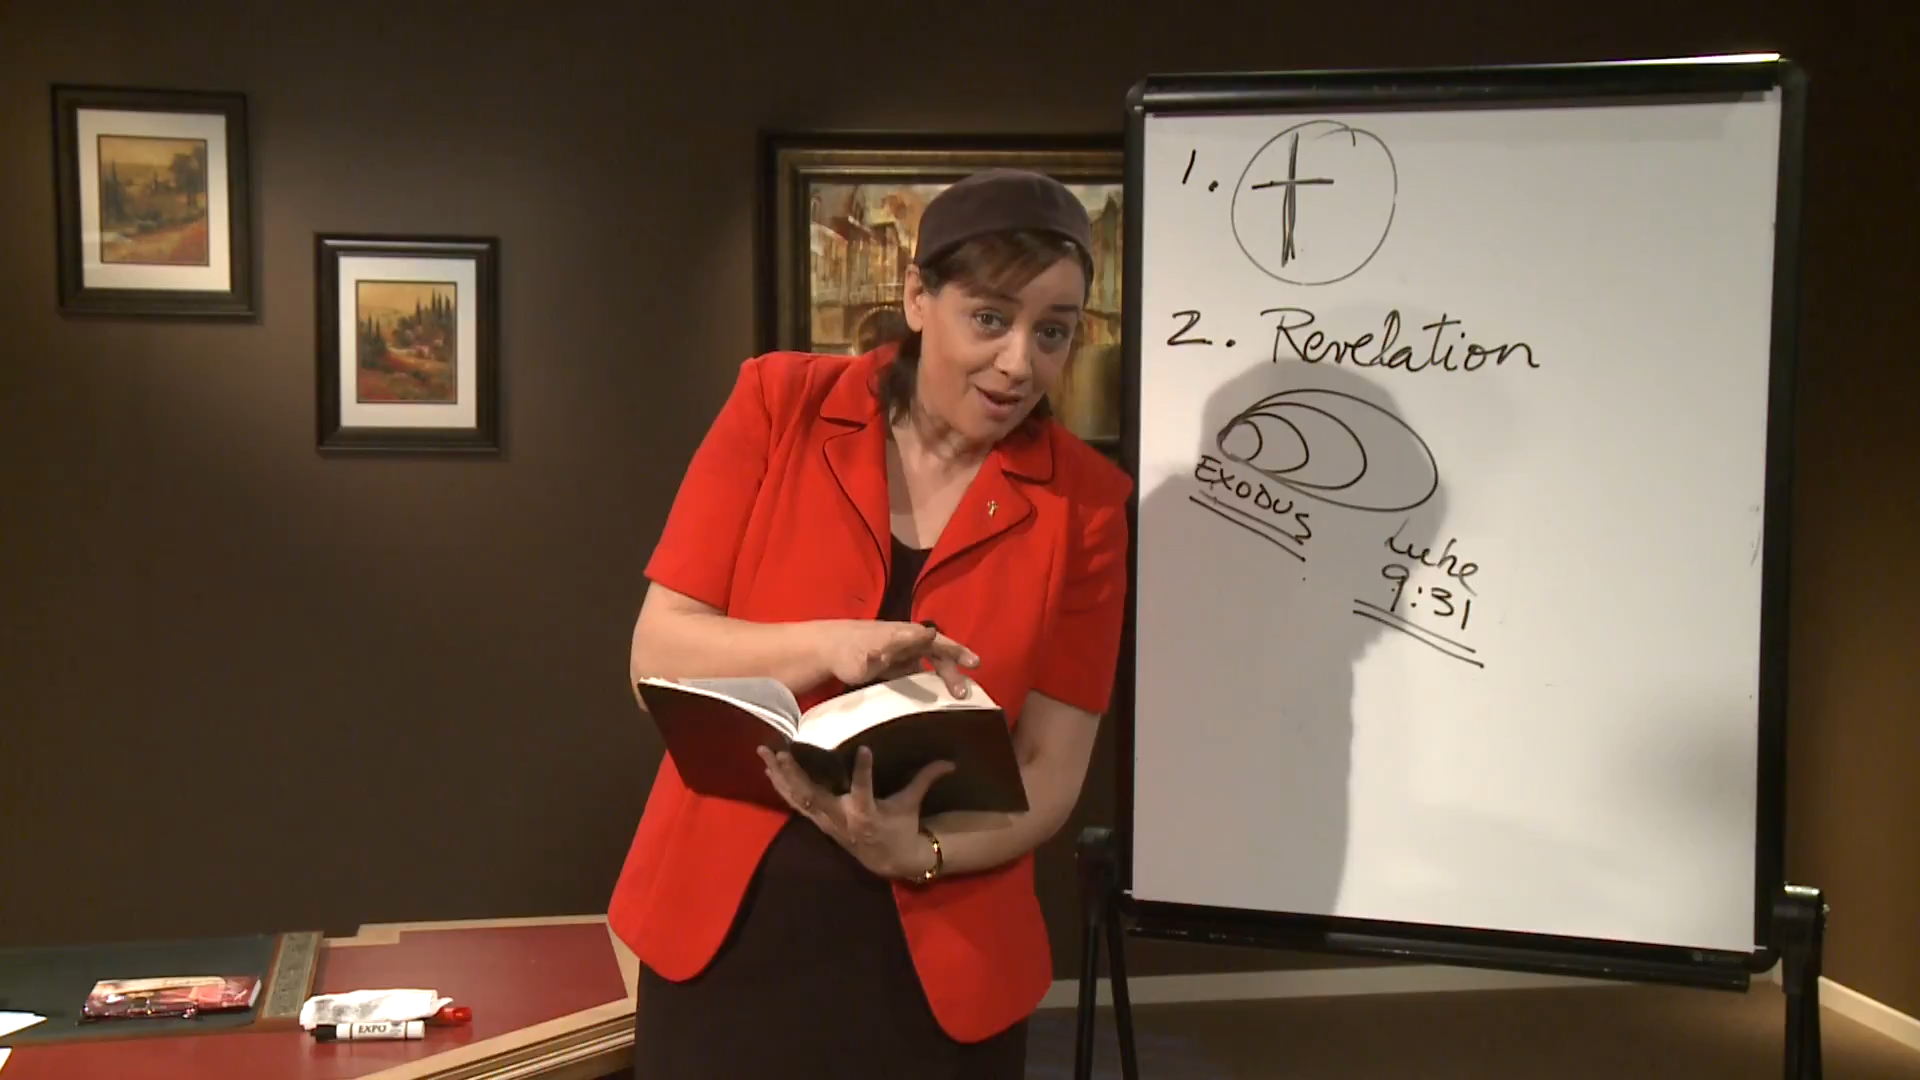 1.
2. Revelation
EXODUS
Luke
9:31
EXPO